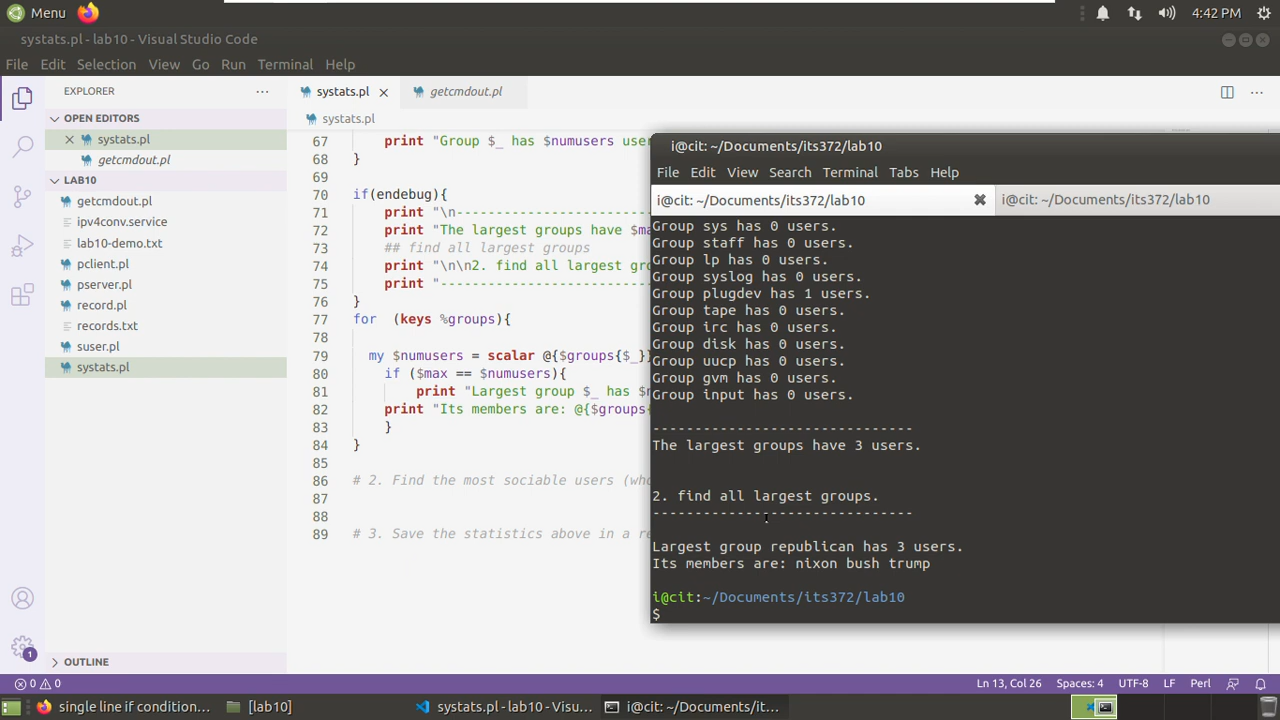 Menu
4:42 PM
systats.pl - lab10 - Visual Studio Code
File Edit Selection View Go Run Terminal Help
EXPLORER
OPEN EDITORS
systats.pl
getcmdout.pl
LAB10
getcmdout.pl
ipv4conv.service
lab10-demo.txt
pclient.pl
pserver.pl
record.pl
records.txt
suser.pl
systats.pl
OUTLINE
systats.pl
getcmdout.pl
systats.pl
67 print "Group $_ has $numusers user
68 }
69
70 if(endebug){
71 print "\n------------------------
72 print "The largest groups have $ma
73 ## find all largest groups
74 print "\n\n2. find all largest gro
75 print "--------------------------
76 }
77 for (keys %groups){
78
79 my $numusers = scalar @{$groups{$_}}
80 if ($max == $numusers){
81 print "Largest group $_ has $n
82 print "Its members are: @{$groups{
83 }
84 }
85
86 # 2. Find the most sociable users (who
87
88
89 # 3. Save the statistics above in a re
i@cit: ~/Documents/its372/lab10
File Edit View Search Terminal Tabs Help
i@cit: ~/Documents/its372/lab10
i@cit: ~/Documents/its372/lab10
Group sys has 0 users.
Group staff has 0 users.
Group lp has 0 users.
Group syslog has 0 users.
Group plugdev has 1 users.
Group tape has 0 users.
Group irc has 0 users.
Group disk has 0 users.
Group uucp has 0 users.
Group gvm has 0 users.
Group input has 0 users.
-------------------------------
The largest groups have 3 users.
2. find all largest groups.
-------------------------------
Largest group republican has 3 users.
Its members are: nixon bush trump
i@cit:~/Documents/its372/lab10
$
1
0 0
Ln 13, Col 26 Spaces: 4 UTF-8 LF Perl
single line if condition...
[lab10]
systats.pl - lab10 - Visu...
i@cit: ~/Documents/its37...